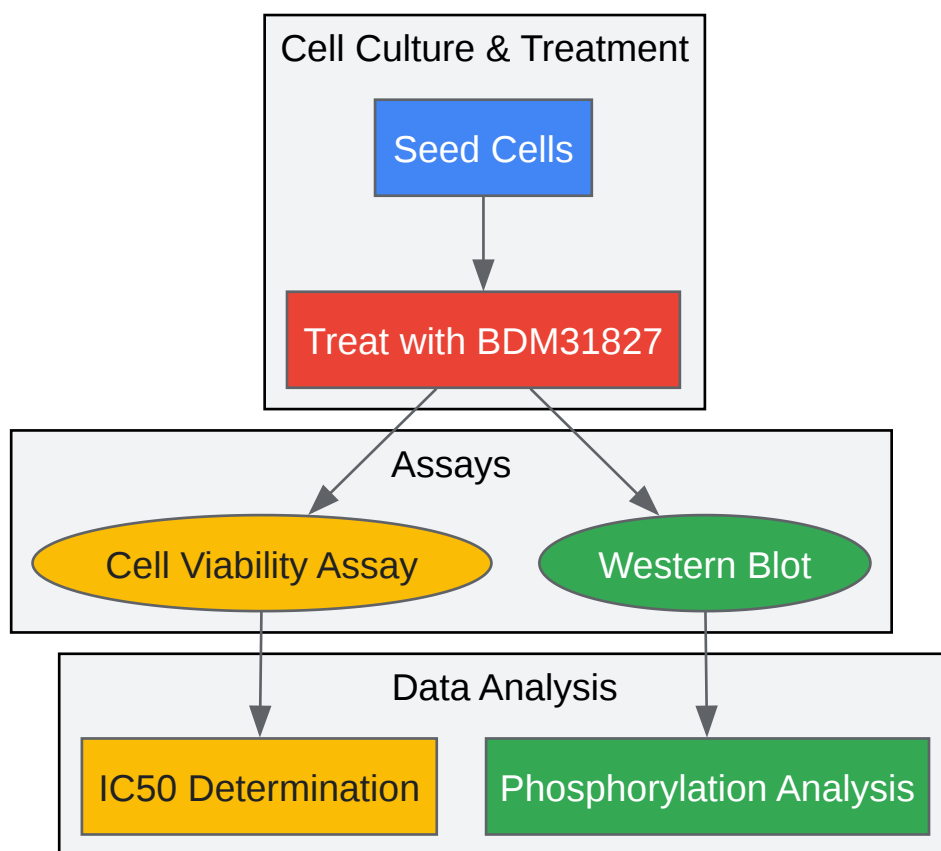 Cell Culture & Treatment
Seed Cells
Treat with BDM31827
Assays
Cell Viability Assay
Western Blot
Data Analysis
IC50 Determination
Phosphorylation Analysis